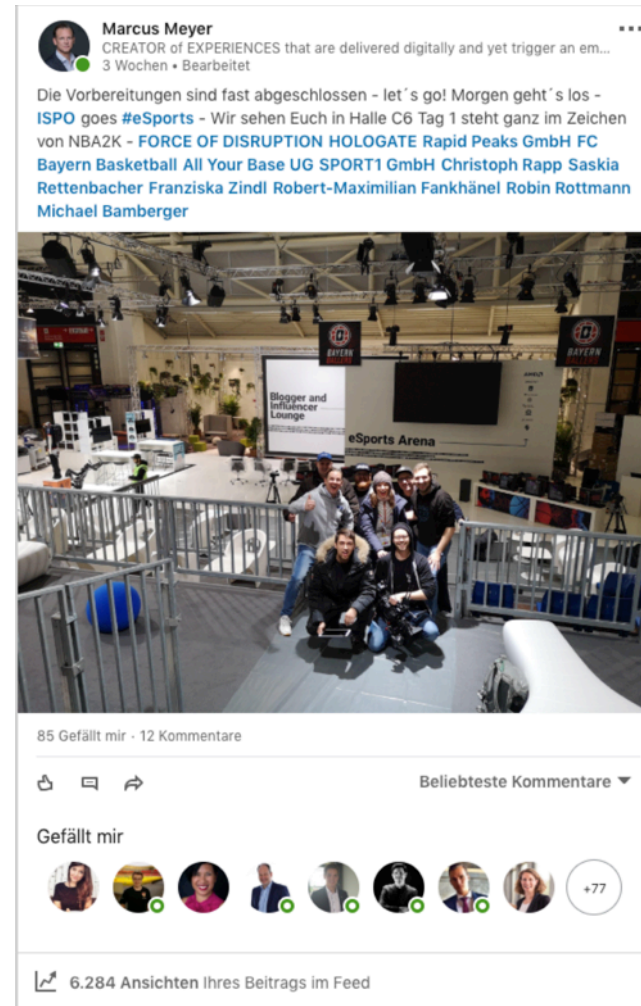 Marcus Meyer
CREATOR of EXPERIENCES that are delivered digitally and yet trigger an em...
3 Wochen • Bearbeitet
Die Vorbereitungen sind fast abgeschlossen - let´s go! Morgen geht´s los -
ISPO goes #eSports - Wir sehen Euch in Halle C6 Tag 1 steht ganz im Zeichen
von NBA2K - FORCE OF DISRUPTION HOLOGATE Rapid Peaks GmbH FC
Bayern Basketball All Your Base UG SPORT1 GmbH Christoph Rapp Saskia
Rettenbacher Franziska Zindl Robert-Maximilian Fankhänel Robin Rottmann
Michael Bamberger
BAYERN
BALLERS
BAYERN
BALLERS
Blogger and
Influencer
Lounge
AMD
eSports Arena
85 Gefällt mir · 12 Kommentare
Beliebteste Kommentare
Gefällt mir
+77
6.284 Ansichten Ihres Beitrags im Feed